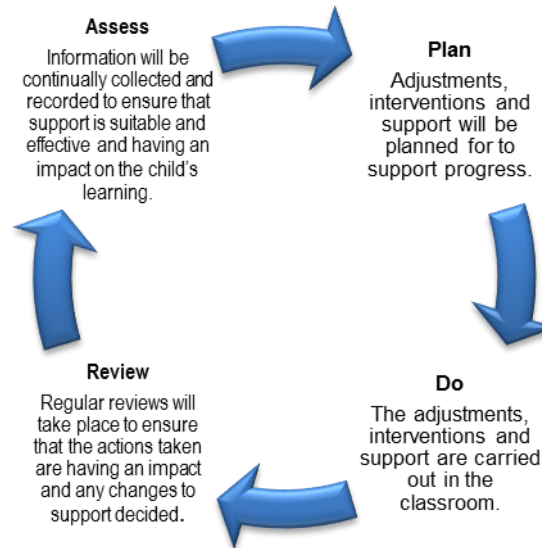 Assess
Information will be
continually collected and
recorded to ensure that
support is suitable and
effective and having an
impact on the child's
learning.
Plan
Adjustments,
interventions and
support will be
planned for to
support progress.
Do
The adjustments,
interventions and
support are carried
out in the
classroom.
Review
Regular reviews will
take place to ensure
that the actions taken
are having an impact
and any changes to
support decided.